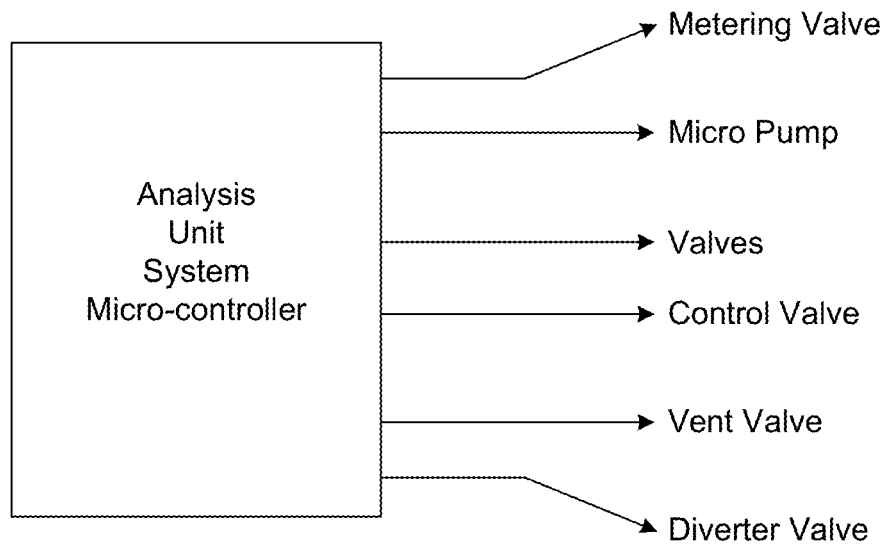 Analysis
Unit
System
Micro-controller
Metering Valve
Micro Pump
Valves
Control Valve
Vent Valve
Diverter Valve